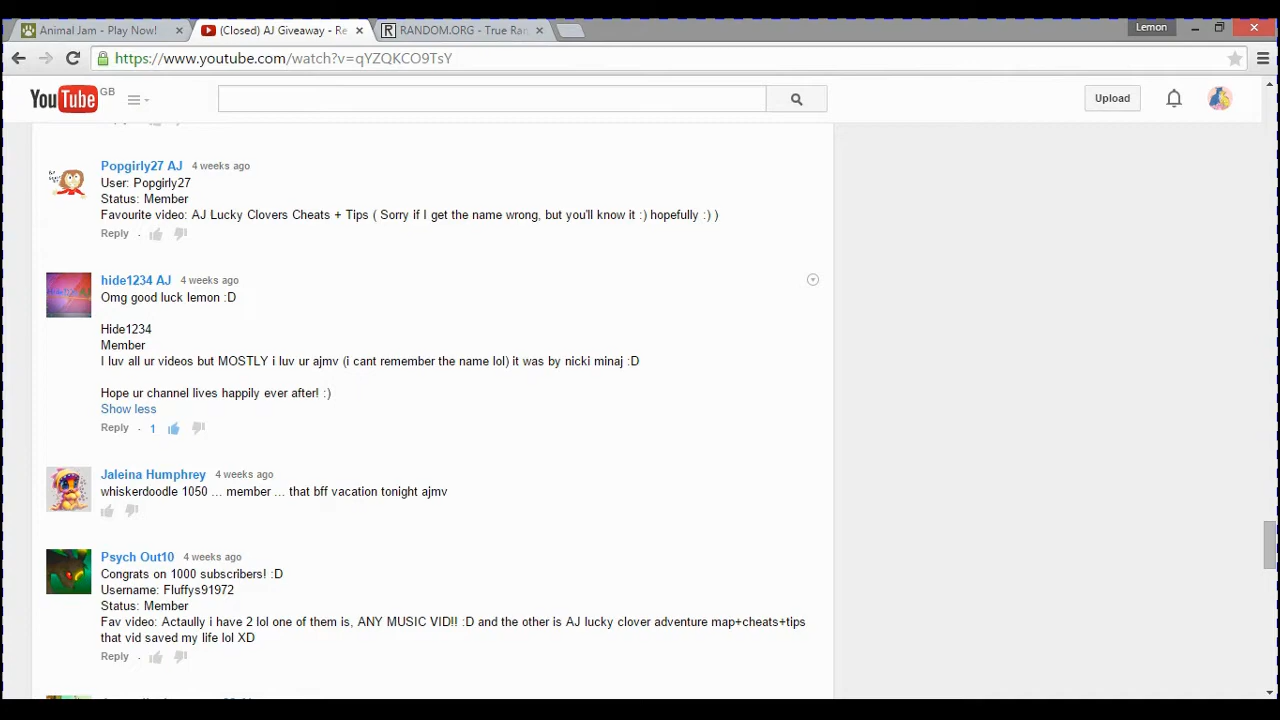 Animal Jam - Play Now!
(Closed) AJ Giveaway - Re
RANDOM.ORG - True Ran
Lemon
https://www.youtube.com/watch?v=qYZQKCO9TsY
YouTube GB
Upload
Popgirly27 AJ 4 weeks ago
User: Popgirly27
Status: Member
Favourite video: AJ Lucky Clovers Cheats + Tips ( Sorry if I get the name wrong, but you'll know it :) hopefully :) )
Reply ·
hide1234 AJ 4 weeks ago
Omg good luck lemon :D
Hide1234
Member
I luv all ur videos but MOSTLY i luv ur ajmv (i cant remember the name lol) it was by nicki minaj :D
Hope ur channel lives happily ever after! :)
Show less
Reply · 1
Jaleina Humphrey 4 weeks ago
whiskerdoodle 1050 ... member ... that bff vacation tonight ajmv
Psych Out10 4 weeks ago
Congrats on 1000 subscribers! :D
Username: Fluffys91972
Status: Member
Fav video: Actaully i have 2 lol one of them is, ANY MUSIC VID!! :D and the other is AJ lucky clover adventure map+cheats+tips
that vid saved my life lol XD
Reply ·